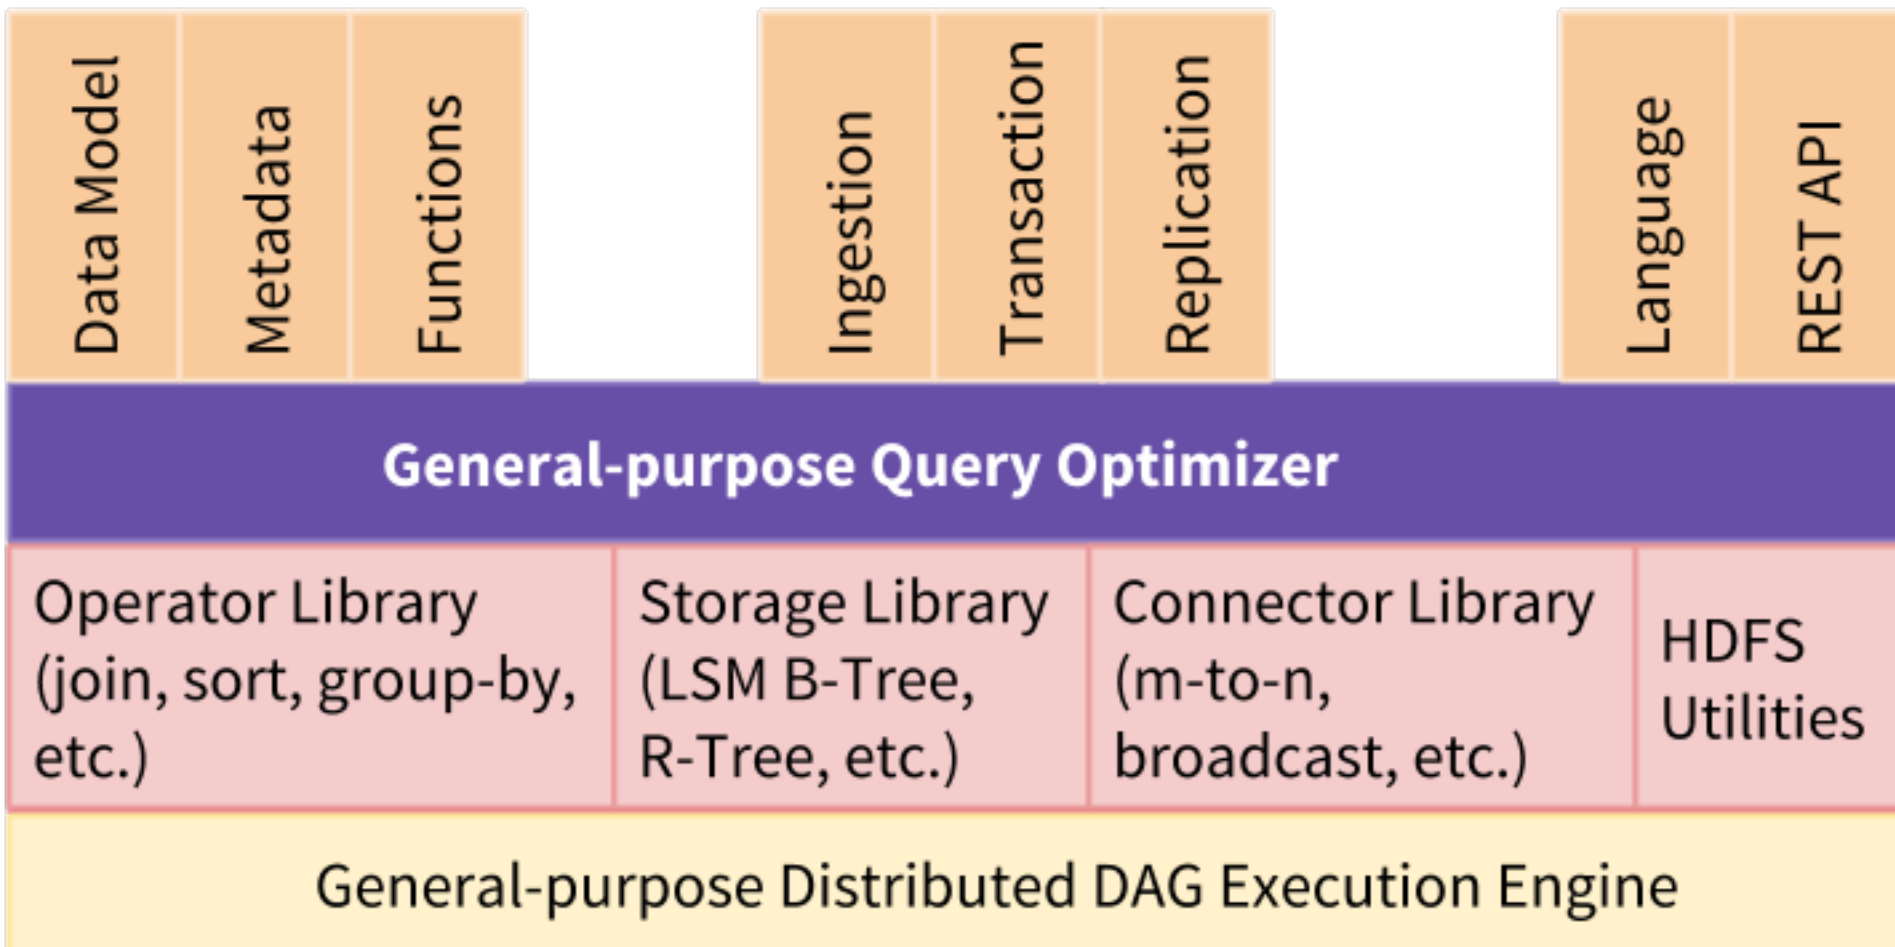 Data Model
Metadata
Functions
Ingestion
Transaction
Replication
Language
REST API
General-purpose Query Optimizer
Operator Library
(join, sort, group-by,
etc.)
Storage Library
(LSM B-Tree,
R-Tree, etc.)
Connector Library
(m-to-n,
broadcast, etc.)
HDFS
Utilities
General-purpose Distributed DAG Execution Engine